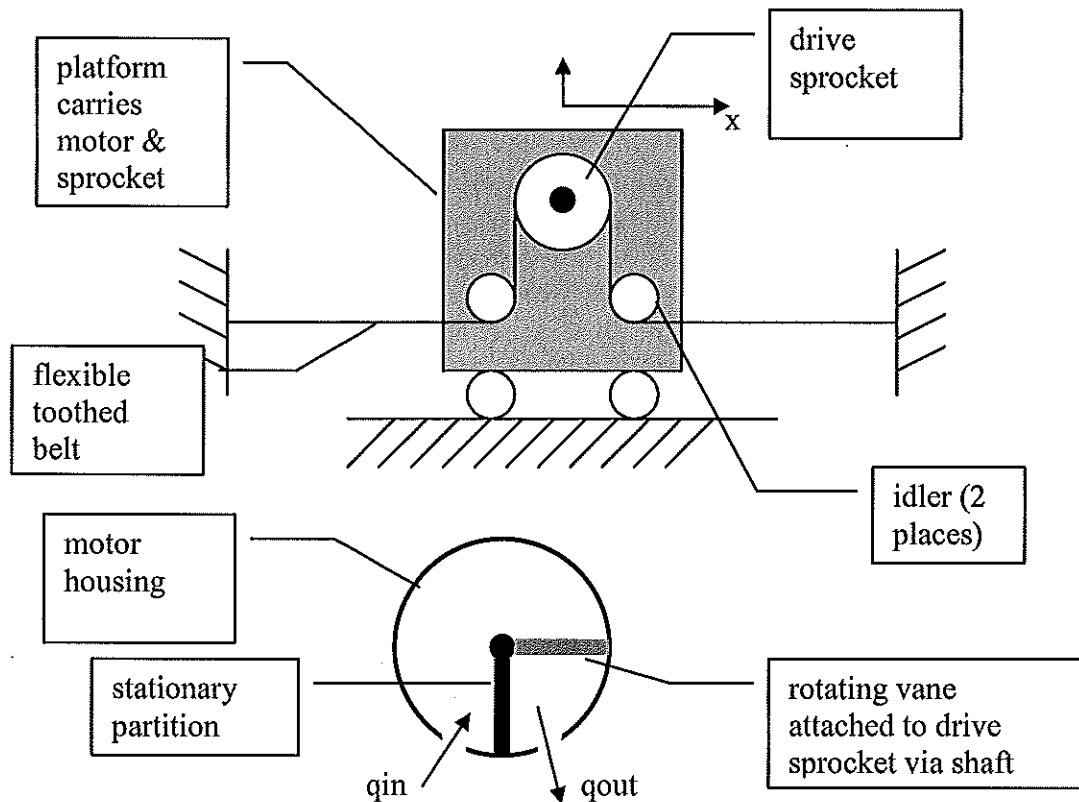 platform
carries
motor &
sprocket
drive
sprocket
x
flexible
toothed
belt
idler (2
places)
motor
housing
stationary
partition
rotating vane
attached to drive
sprocket via shaft
qin
qout